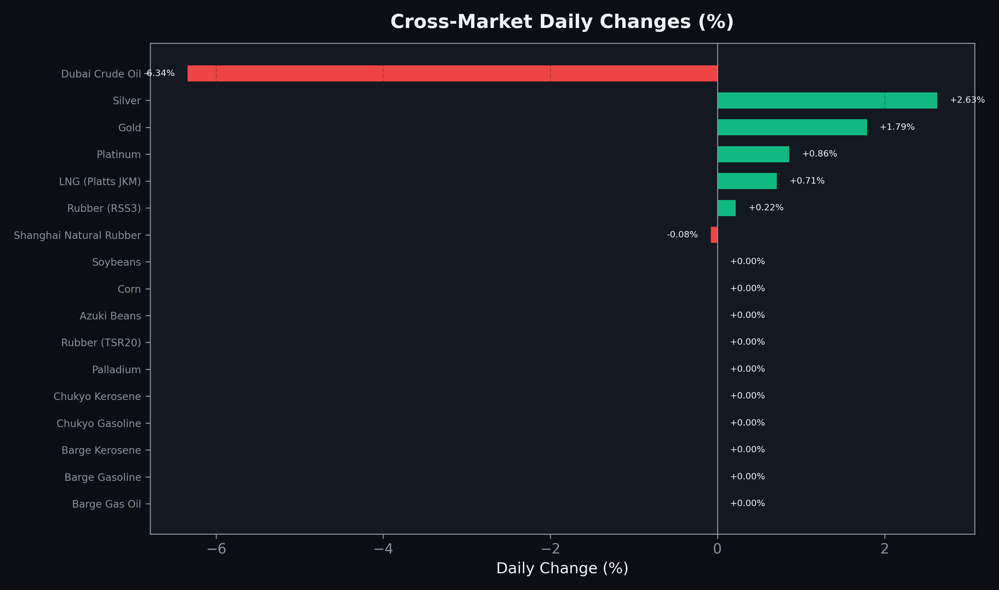 Cross-Market Daily Changes (%)
Dubai Crude Oil -6.34%
Silver +2.63%
Gold +1.79%
Platinum +0.86%
LNG (Platts JKM) +0.71%
Rubber (RSS3) +0.22%
Shanghai Natural Rubber -0.08%
Soybeans +0.00%
Corn +0.00%
Azuki Beans +0.00%
Rubber (TSR20) +0.00%
Palladium +0.00%
Chukyo Kerosene +0.00%
Chukyo Gasoline +0.00%
Barge Kerosene +0.00%
Barge Gasoline +0.00%
Barge Gas Oil +0.00%
−6 −4 −2 0 2
Daily Change (%)